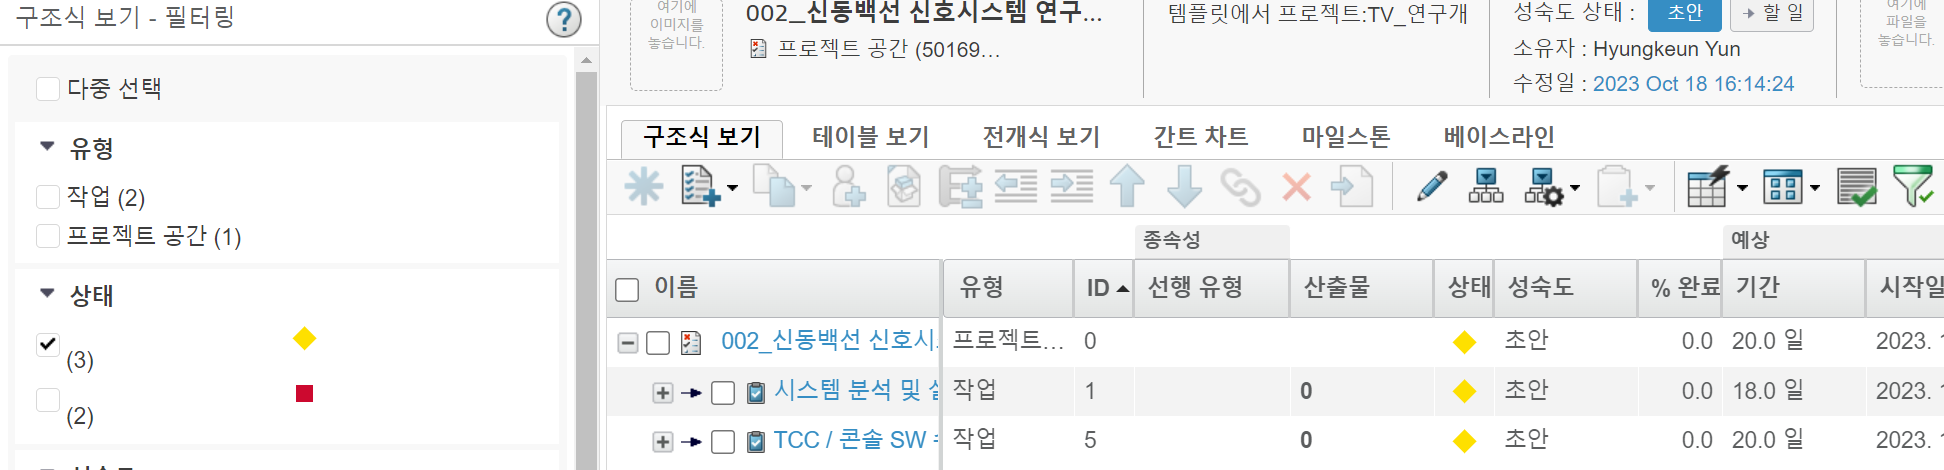 구조식 보기 - 필터링
?
다중 선택
유형
작업 (2)
프로젝트 공간 (1)
상태
(3)
(2)
여기에
이미지를
놓습니다.
002_신동백선 신호시스템 연구...
프로젝트 공간 (50169...
템플릿에서 프로젝트:TV_연구개
성숙도 상태 : 초안 할 일
소유자 : Hyungkeun Yun
수정일 : 2023 Oct 18 16:14:24
여기에
파일을
놓습니다.
구조식 보기 테이블 보기 전개식 보기 간트 차트 마일스톤 베이스라인
종속성 예상
이름 유형 ID 선행 유형 산출물 상태 성숙도 % 완료 기간 시작일
002_신동백선 신호시 프로젝트... 0 초안 0.0 20.0 일 2023.
시스템 분석 및 작업 1 0 초안 0.0 18.0 일 2023.
TCC / 콘솔 SW 작업 5 0 초안 0.0 20.0 일 2023.